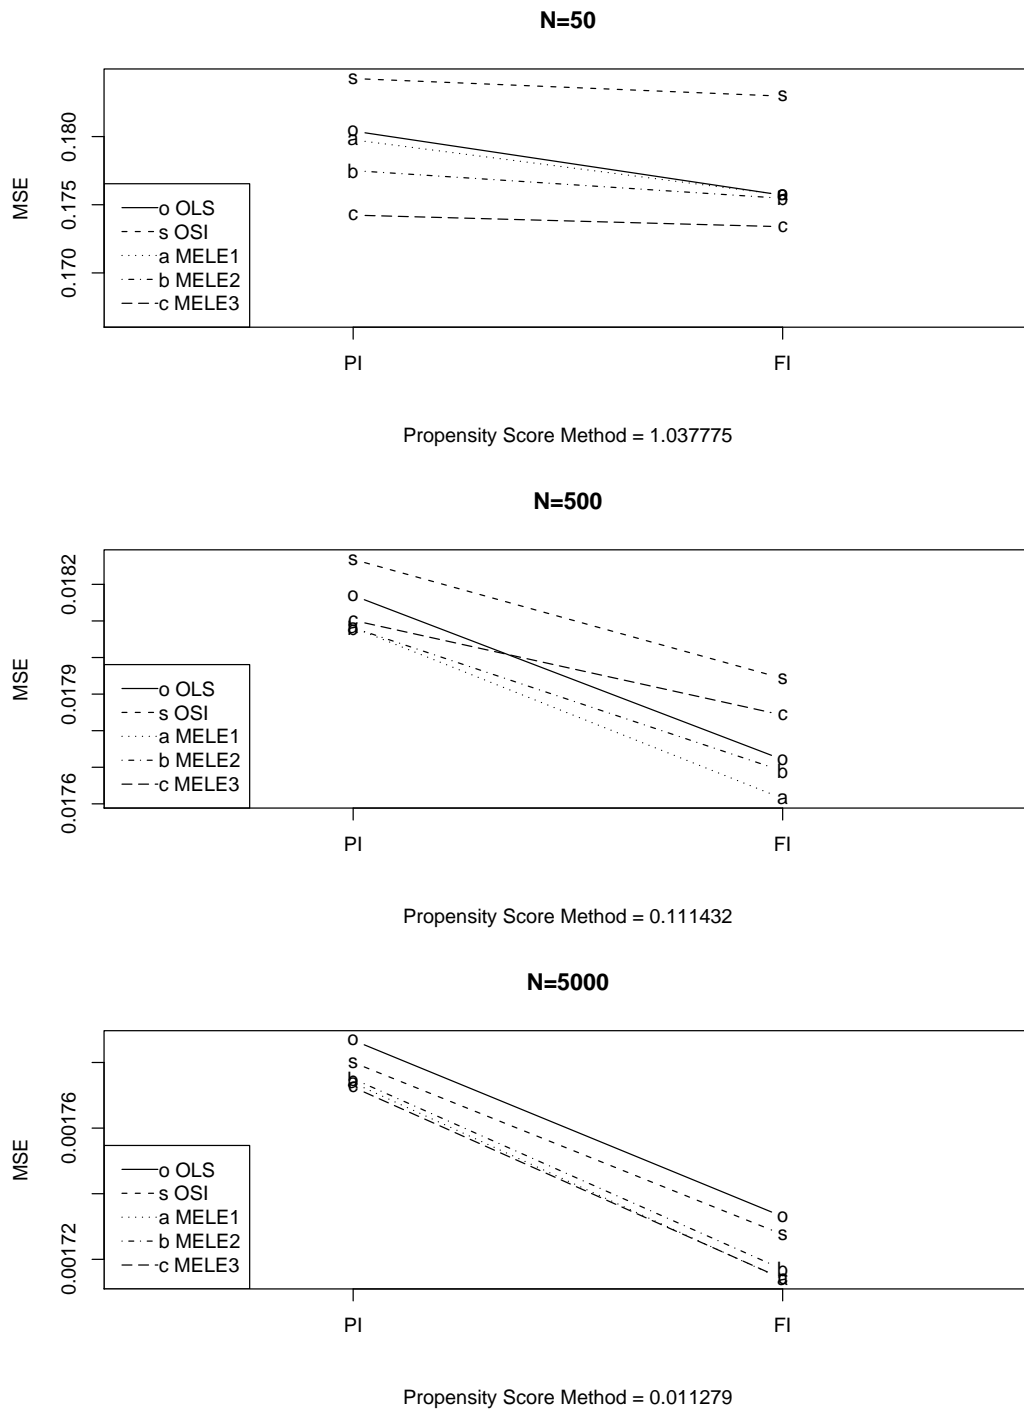 N=50
MSE
0.180
0.175
0.170
s
s
o
a
b
c
o
a
b
c
o OLS
s OSI
a MELE1
b MELE2
c MELE3
PI
FI
Propensity Score Method = 1.037775
N=500
MSE
0.0182
0.0179
0.0176
s
o
c
a
b
s
c
o
b
a
o OLS
s OSI
a MELE1
b MELE2
c MELE3
PI
FI
Propensity Score Method = 0.111432
N=5000
MSE
0.00176
0.00172
o
s
b
a
c
o
s
b
c
a
o OLS
s OSI
a MELE1
b MELE2
c MELE3
PI
FI
Propensity Score Method = 0.011279